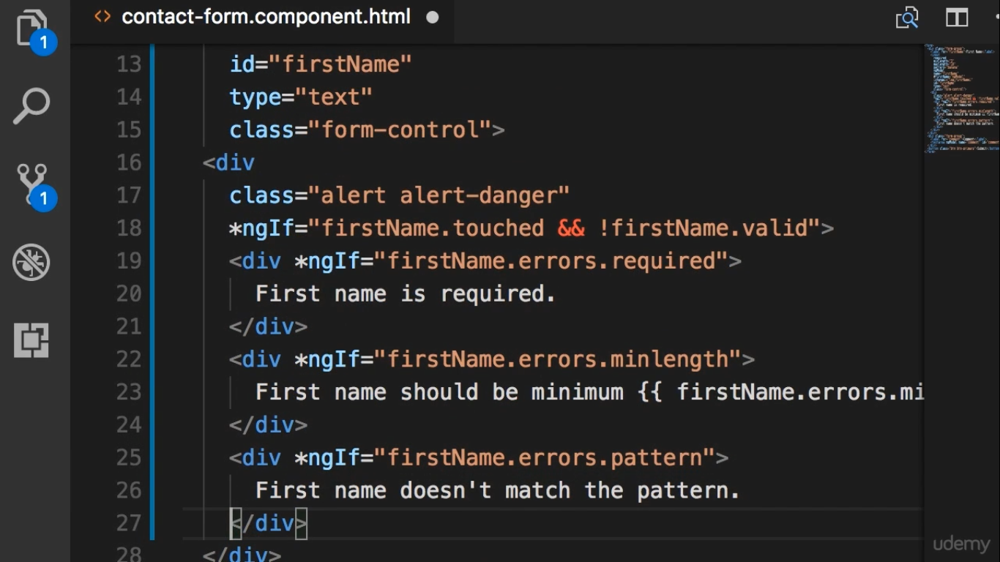 1
<> contact-form.component.html
13 id="firstName"
14 type="text"
15 class="form-control">
16 <div
17 class="alert alert-danger"
1
18 *ngIf="firstName.touched && !firstName.valid">
19 <div *ngIf="firstName.errors.required">
20 First name is required.
21 </div>
22 <div *ngIf="firstName.errors.minlength">
23 First name should be minimum {{ firstName.errors.mi
24 </div>
25 <div *ngIf="firstName.errors.pattern">
26 First name doesn't match the pattern.
27 </div>
28 </div>
udemy